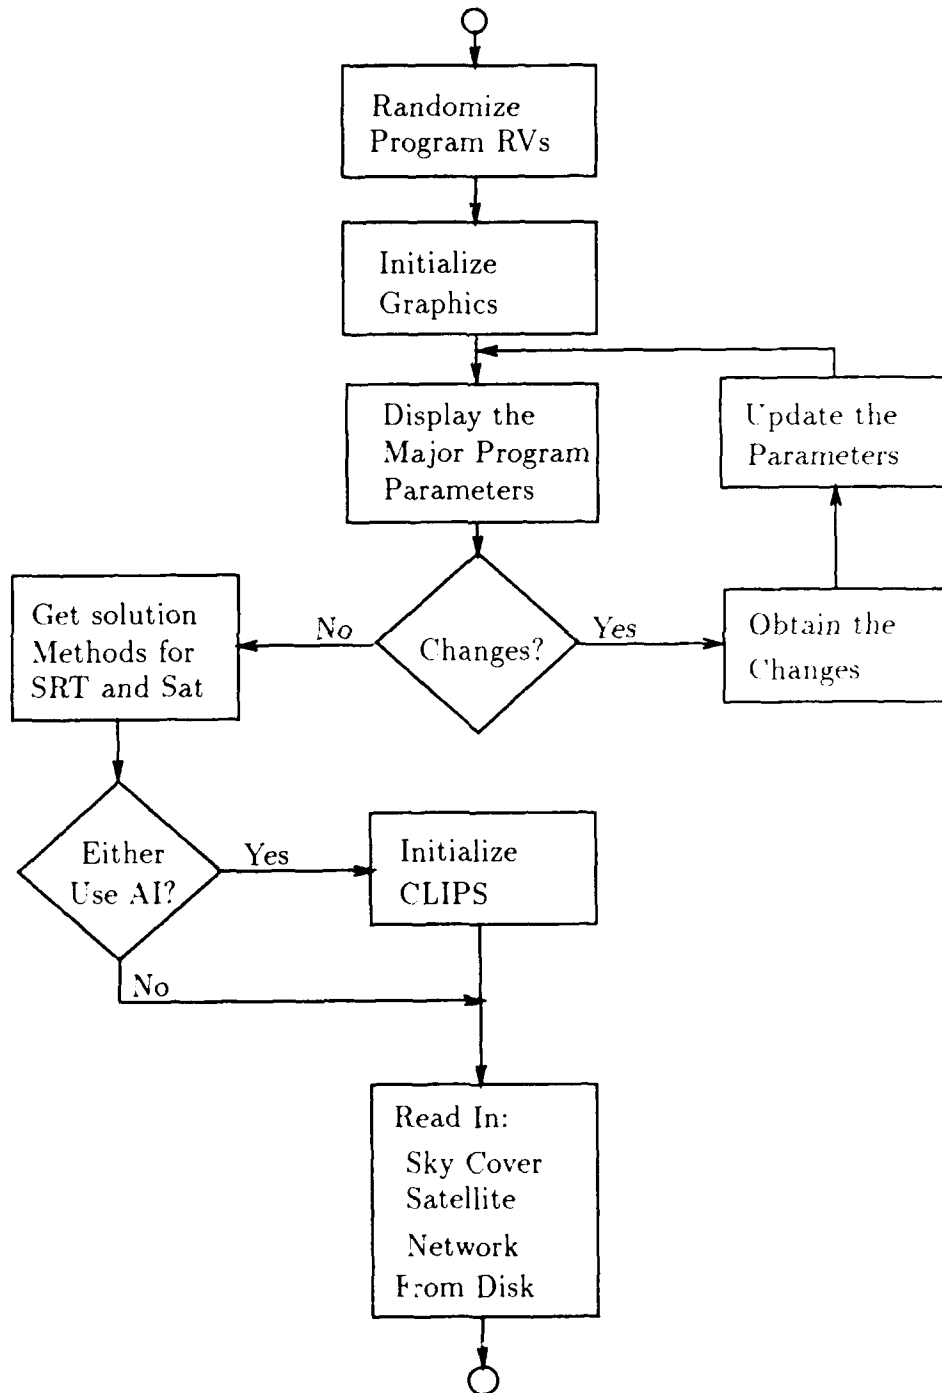 Randomize
Program RVs
Initialize
Graphics
Display the
Major Program
Parameters
Update the
Parameters
Get solution
Methods for
SRT and Sat
No
Changes?
Yes
Obtain the
Changes
Either
Use AI?
Yes
Initialize
CLIPS
No
Read In:
Sky Cover
Satellite
Network
From Disk